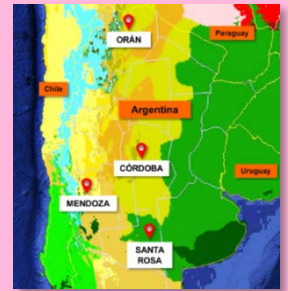 ORÁN
Paraguay
Chile
Argentina
CÓRDOBA
Uruguay
MENDOZA
SANTA
ROSA